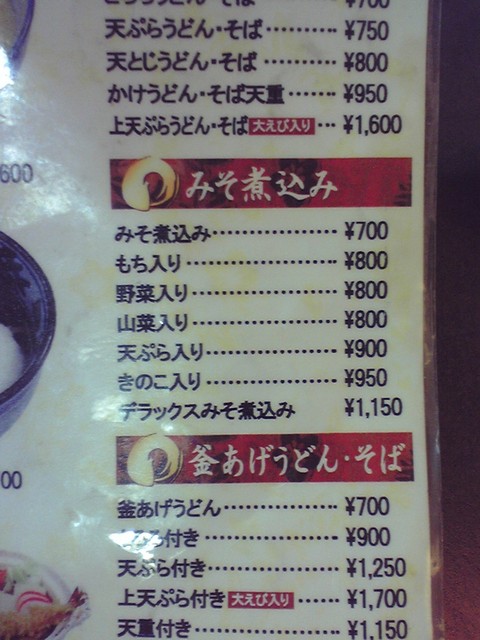 ¥700
天ぷらうどん・そば………… ¥750
天とじうどん・そば………… ¥800
かけうどん・そば天重……… ¥950
上天ぷらうどん・そば 大えび入り … ¥1,600
600
みそ煮込み
みそ煮込み……………… ¥700
もち入り………………… ¥800
野菜入り………………… ¥800
山菜入り………………… ¥800
天ぷら入り……………… ¥900
きのこ入り……………… ¥950
デラックスみそ煮込み ¥1,150
釜あげうどん・そば
00
釜あげうどん…………… ¥700
付き……………… ¥900
天ぷら付き……………… ¥1,250
上天ぷら付き 大えび入り …… ¥1,700
天重付き………………… ¥1,150